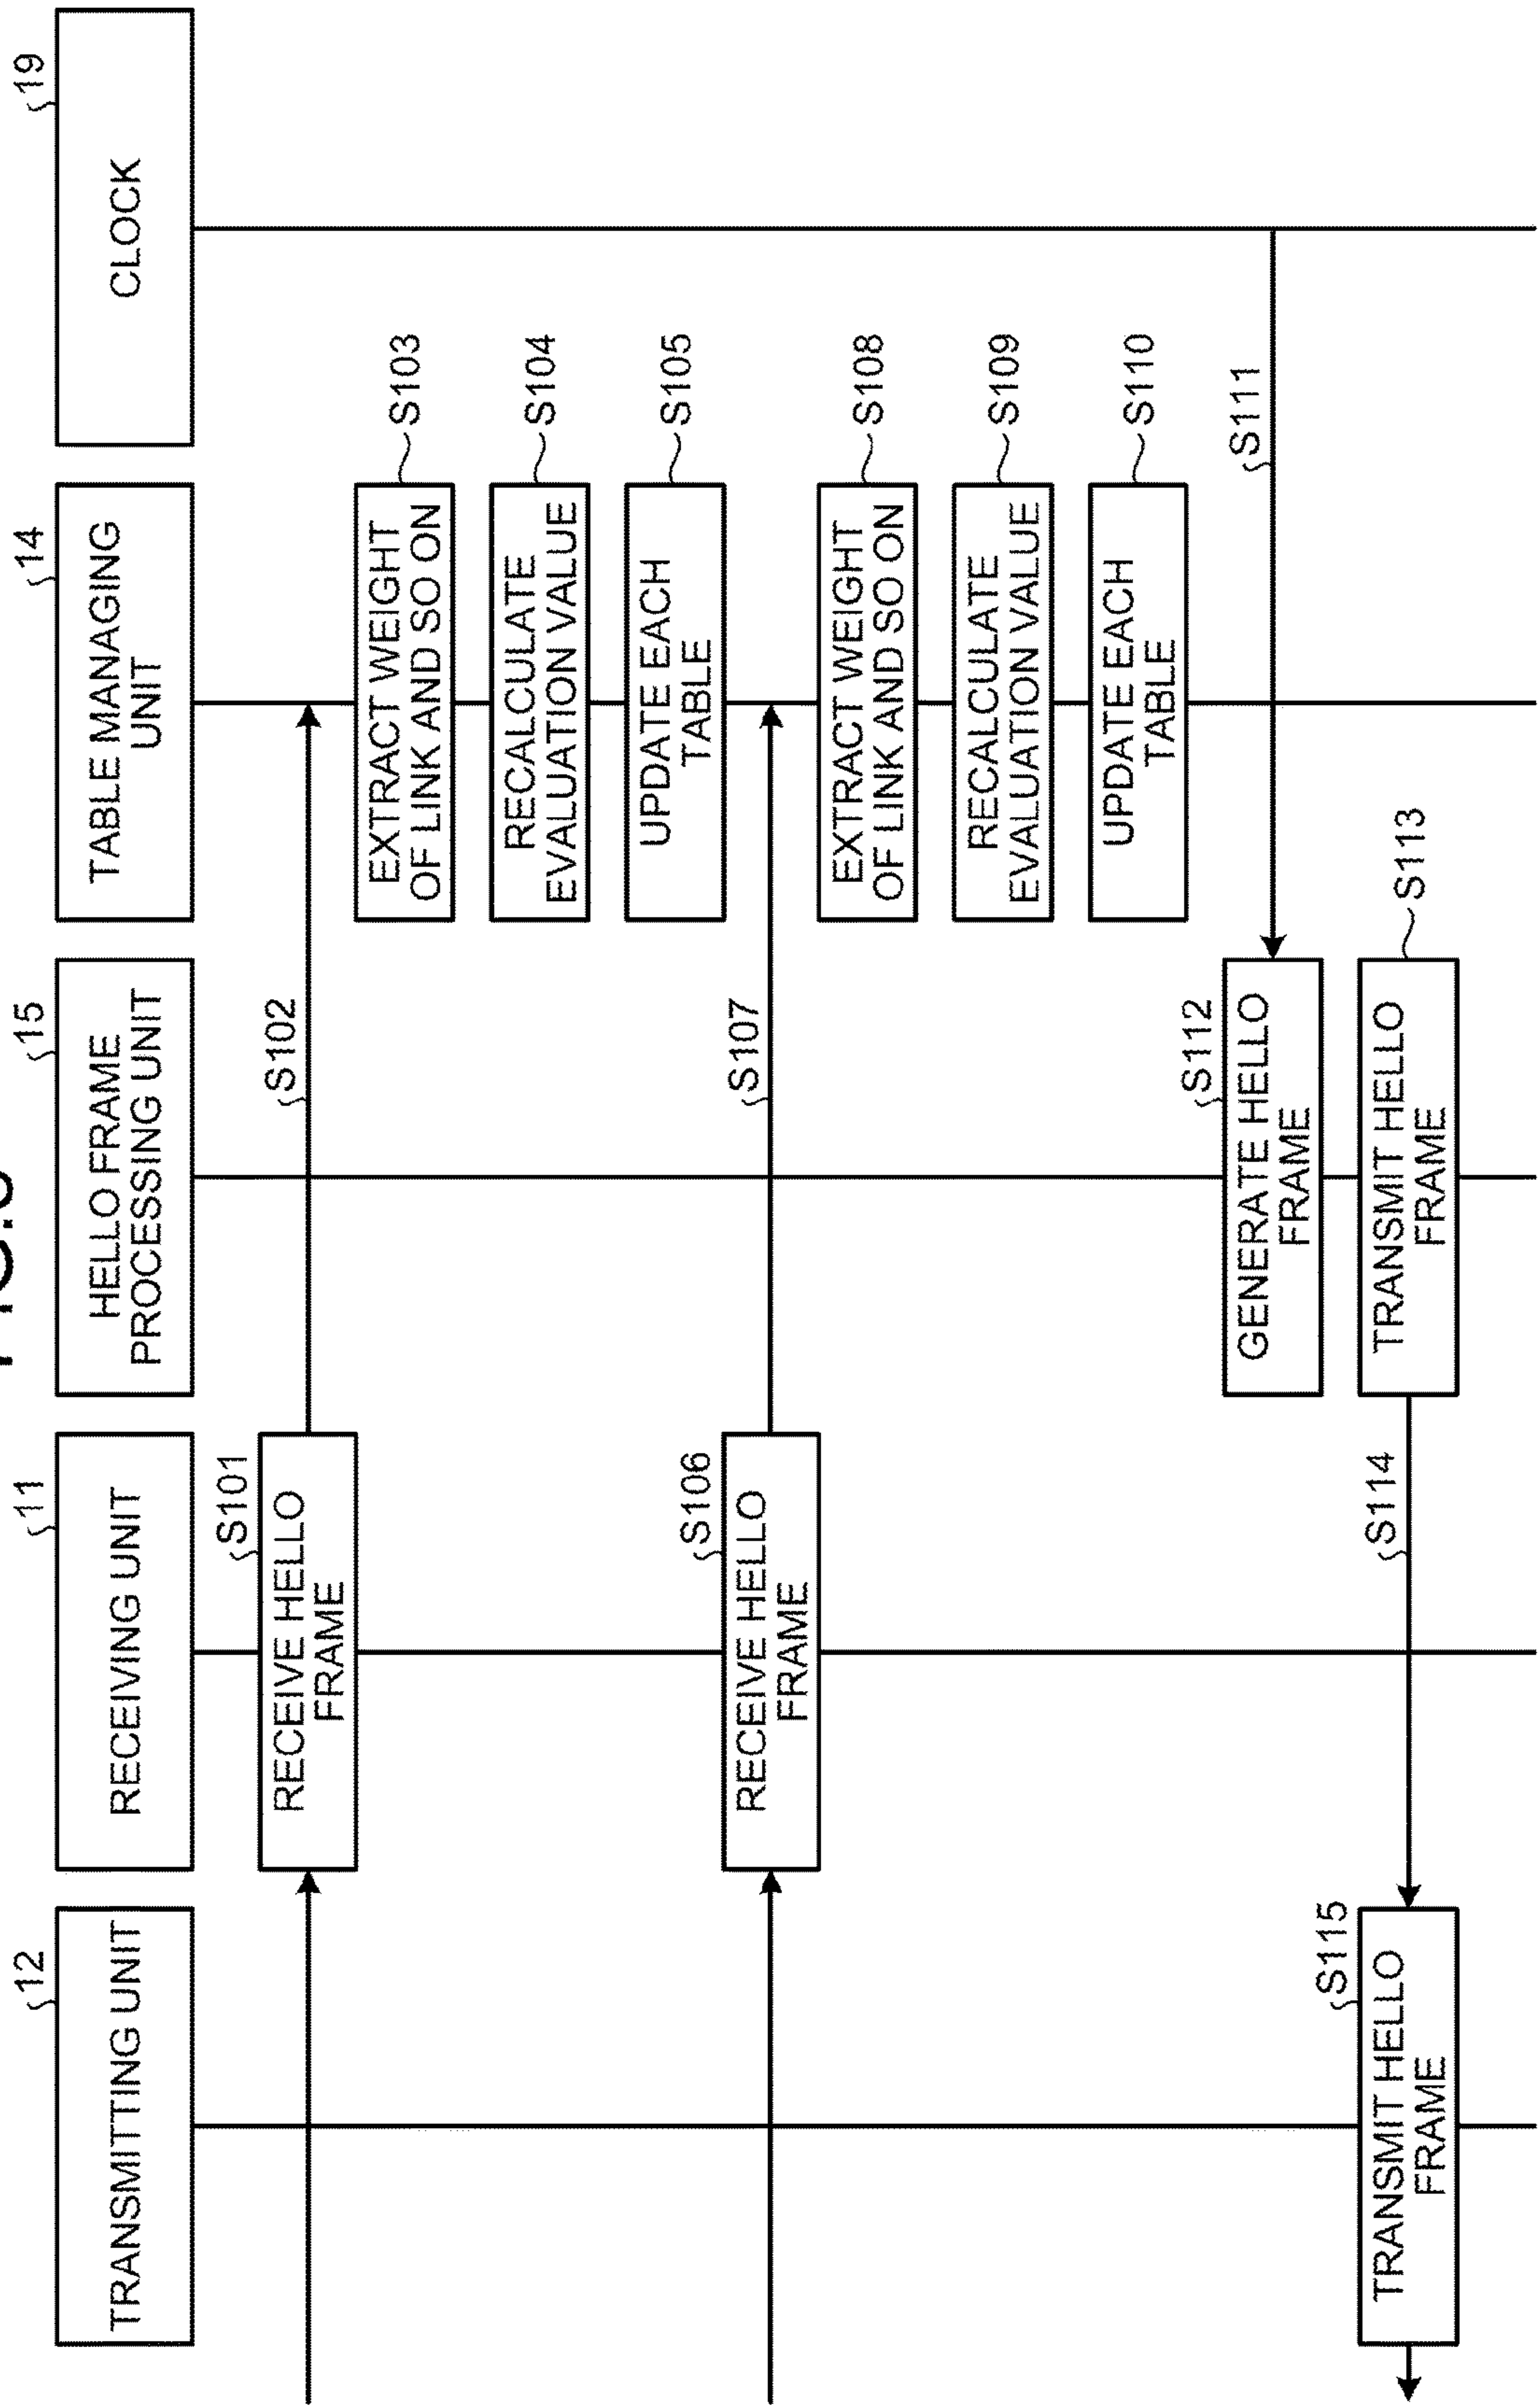 12
11
15
14
19
TRANSMITTING UNIT
RECEIVING UNIT
HELLO FRAME
PROCESSING UNIT
TABLE MANAGING
UNIT
CLOCK
S101
RECEIVE HELLO
FRAME
S102
EXTRACT WEIGHT
OF LINK AND SO ON
S103
RECALCULATE
EVALUATION VALUE
S104
UPDATE EACH
TABLE
S105
S106
RECEIVE HELLO
FRAME
S107
EXTRACT WEIGHT
OF LINK AND SO ON
S108
RECALCULATE
EVALUATION VALUE
S109
UPDATE EACH
TABLE
S110
S111
S112
GENERATE HELLO
FRAME
TRANSMIT HELLO
FRAME
S113
S114
S115
TRANSMIT HELLO
FRAME